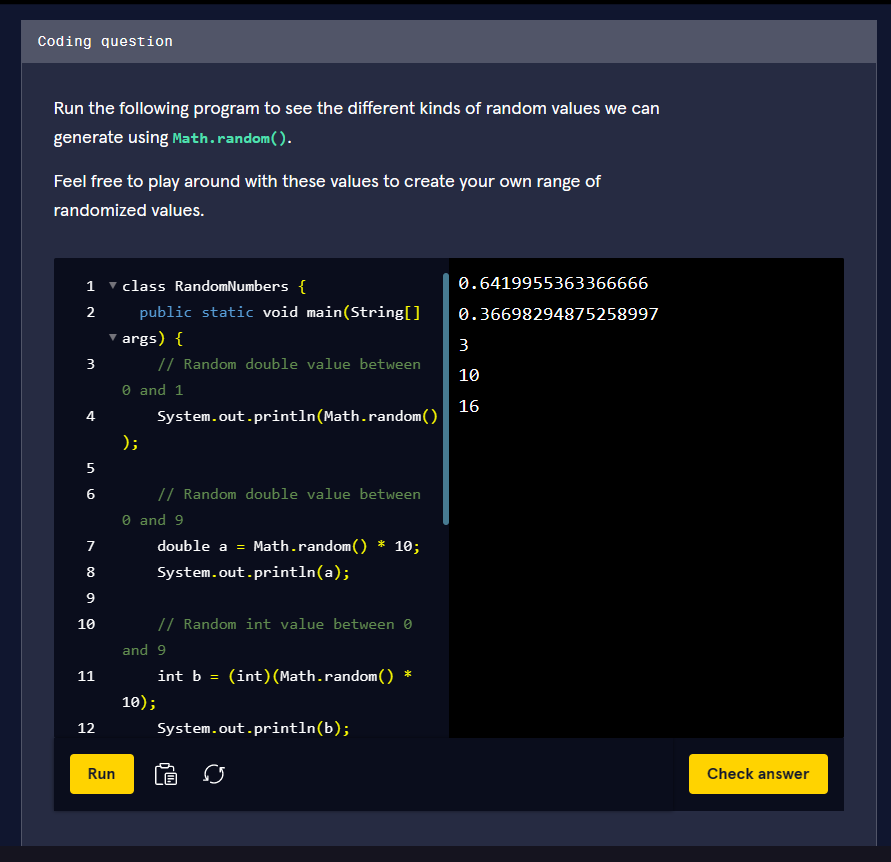 Coding question
Run the following program to see the different kinds of random values we can
generate using Math.random().
Feel free to play around with these values to create your own range of
randomized values.
1 class RandomNumbers {
2 public static void main(String[]
args) {
3 // Random double value between
0 and 1
4 System.out.println(Math.random()
);
5
6 // Random double value between
0 and 9
7 double a = Math.random() * 10;
8 System.out.println(a);
9
10 // Random int value between 0
and 9
11 int b = (int)(Math.random() *
10);
12 System.out.println(b);
0.6419955363366666
0.36698294875258997
3
10
16
Run
Check answer